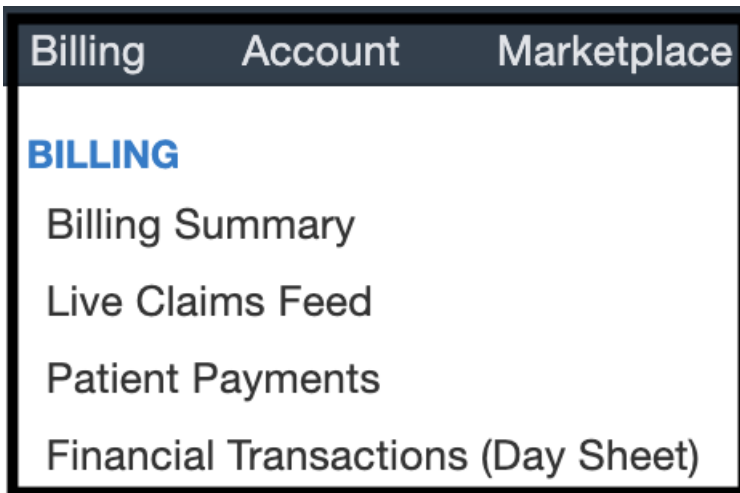 Billing Account Marketplace
BILLING
Billing Summary
Live Claims Feed
Patient Payments
Financial Transactions (Day Sheet)